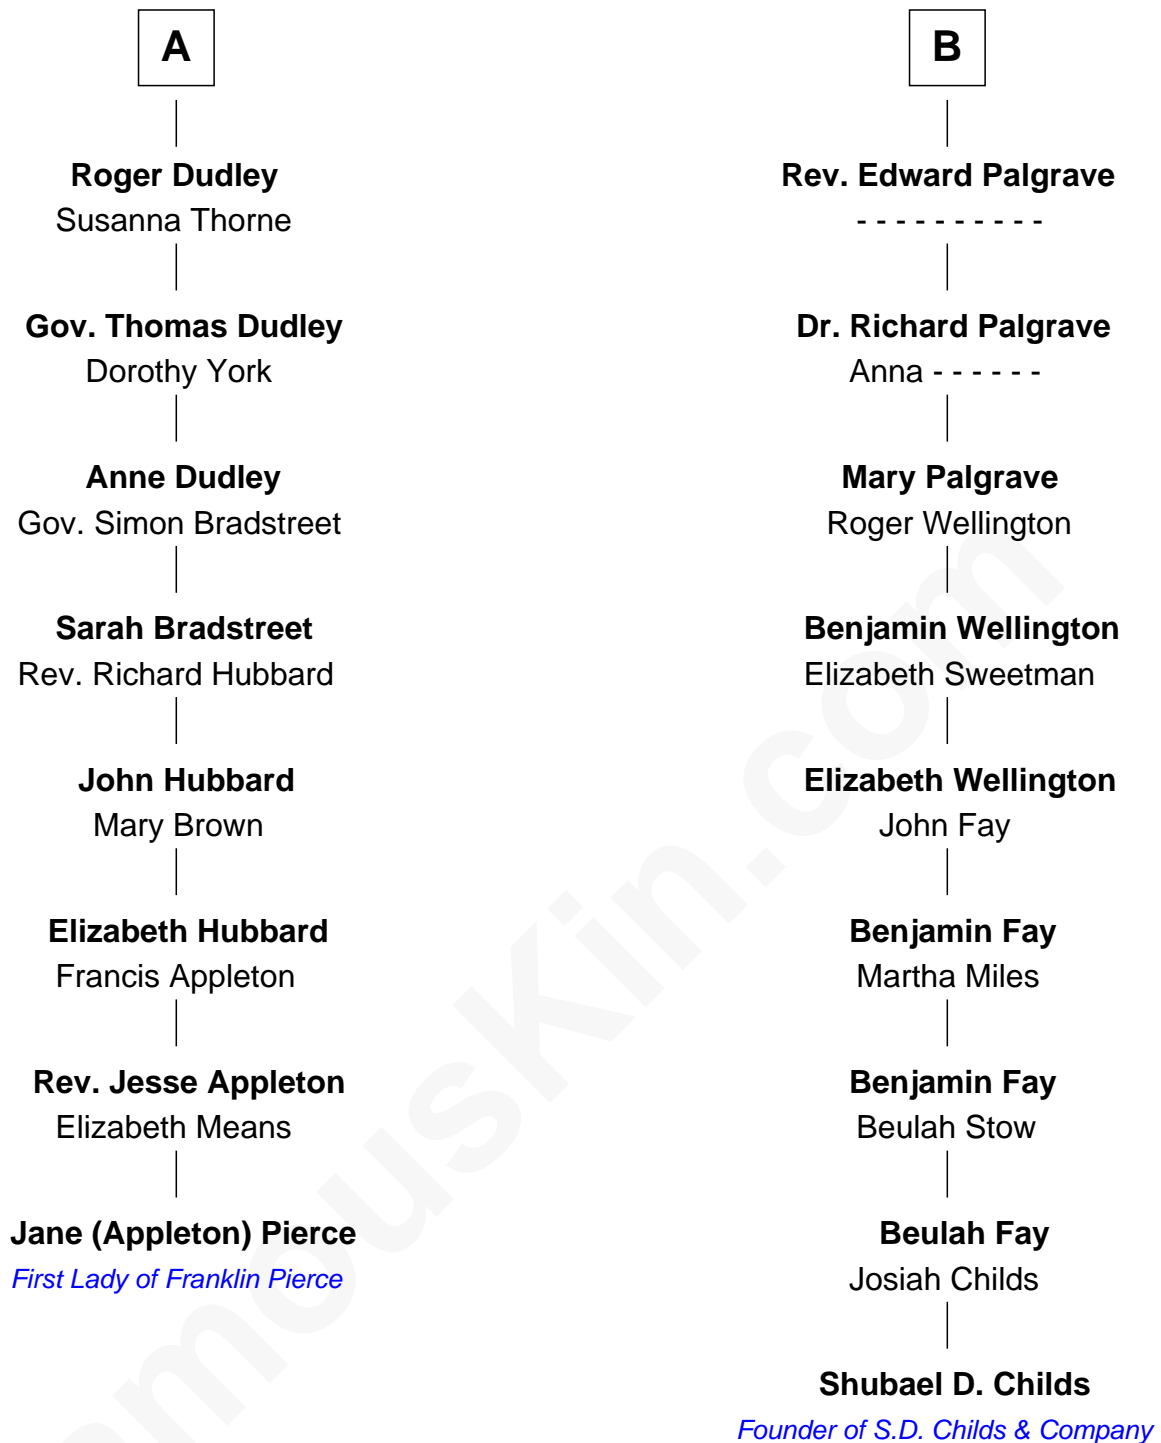 A
Roger Dudley
Susanna Thorne
Gov. Thomas Dudley
Dorothy York
Anne Dudley
Gov. Simon Bradstreet
Sarah Bradstreet
Rev. Richard Hubbard
John Hubbard
Mary Brown
Elizabeth Hubbard
Francis Appleton
Rev. Jesse Appleton
Elizabeth Means
Jane (Appleton) Pierce
First Lady of Franklin Pierce
B
Rev. Edward Palgrave
- - - - - - - - - -
Dr. Richard Palgrave
Anna - - - - - -
Mary Palgrave
Roger Wellington
Benjamin Wellington
Elizabeth Sweetman
Elizabeth Wellington
John Fay
Benjamin Fay
Martha Miles
Benjamin Fay
Beulah Stow
Beulah Fay
Josiah Childs
Shubael D. Childs
Founder of S.D. Childs & Company
amousKin.com